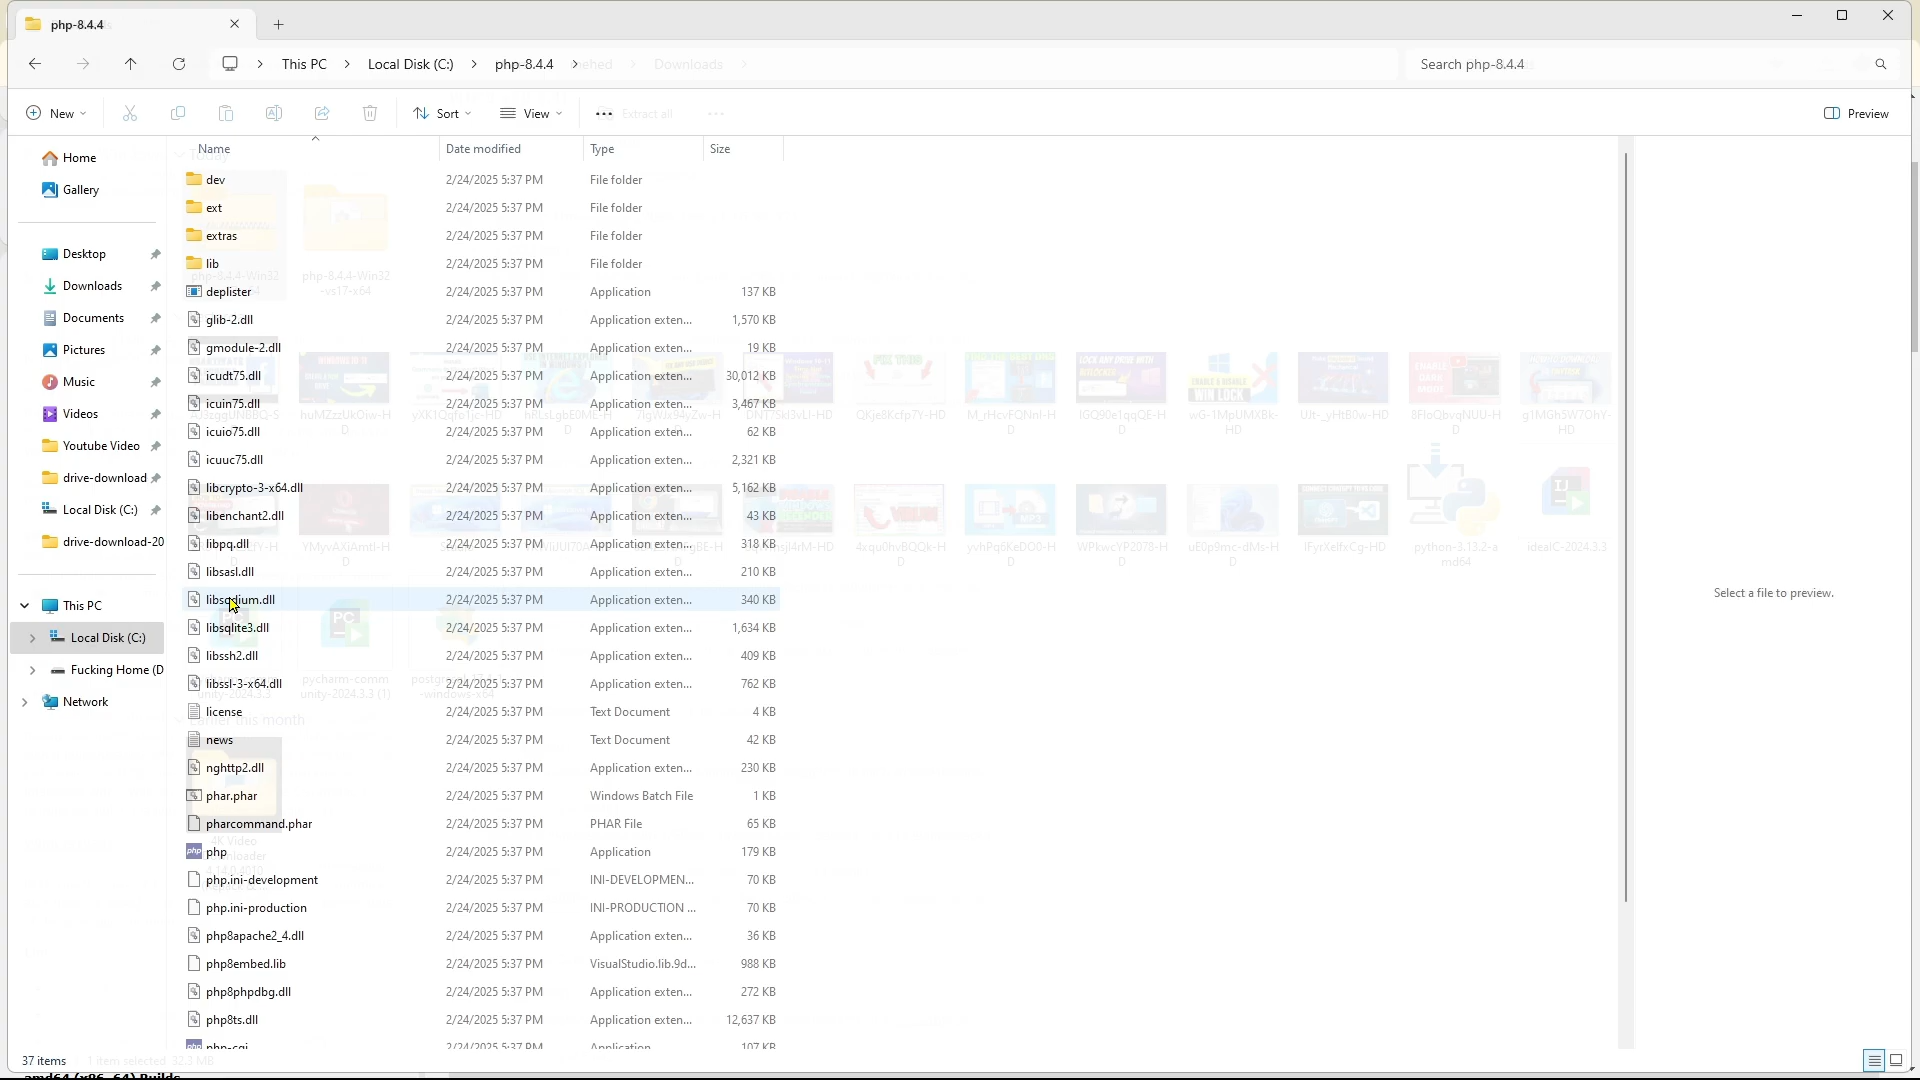 php-8.4.4
This PC
Local Disk (C:)
php-8.4.4
Downloads
Search php-8.4.4
New
Sort
View
Extract all
Preview
Name
Date modified
Type
Size
Home
Gallery
Desktop
Downloads
Documents
Pictures
Music
Videos
Youtube Video
drive-download
Local Disk (C:)
drive-download-20
This PC
Local Disk (C:)
Fucking Home (D
Network
dev 2/24/2025 5:37 PM File folder
ext 2/24/2025 5:37 PM File folder
extras 2/24/2025 5:37 PM File folder
lib 2/24/2025 5:37 PM File folder
deplister 2/24/2025 5:37 PM Application 137 KB
glib-2.dll 2/24/2025 5:37 PM Application exten... 1,570 KB
gmodule-2.dll 2/24/2025 5:37 PM Application exten... 19 KB
icudt75.dll 2/24/2025 5:37 PM Application exten... 30,012 KB
icuin75.dll 2/24/2025 5:37 PM Application exten... 3,467 KB
icuio75.dll 2/24/2025 5:37 PM Application exten... 62 KB
icuuc75.dll 2/24/2025 5:37 PM Application exten... 2,321 KB
libcrypto-3-x64.dll 2/24/2025 5:37 PM Application exten... 5,162 KB
libenchant2.dll 2/24/2025 5:37 PM Application exten... 43 KB
libpq.dll 2/24/2025 5:37 PM Application exten... 318 KB
libsasl.dll 2/24/2025 5:37 PM Application exten... 210 KB
libsodium.dll 2/24/2025 5:37 PM Application exten... 340 KB
libsqlite3.dll 2/24/2025 5:37 PM Application exten... 1,634 KB
libssh2.dll 2/24/2025 5:37 PM Application exten... 409 KB
libssl-3-x64.dll 2/24/2025 5:37 PM Application exten... 762 KB
license 2/24/2025 5:37 PM Text Document 4 KB
news 2/24/2025 5:37 PM Text Document 42 KB
nghttp2.dll 2/24/2025 5:37 PM Application exten... 230 KB
phar.phar 2/24/2025 5:37 PM Windows Batch File 1 KB
pharcommand.phar 2/24/2025 5:37 PM PHAR File 65 KB
php 2/24/2025 5:37 PM Application 179 KB
php.ini-development 2/24/2025 5:37 PM INI-DEVELOPMEN... 70 KB
php.ini-production 2/24/2025 5:37 PM INI-PRODUCTION ... 70 KB
php8apache2_4.dll 2/24/2025 5:37 PM Application exten... 36 KB
php8embed.lib 2/24/2025 5:37 PM VisualStudio.lib.9d... 988 KB
php8phpdbg.dll 2/24/2025 5:37 PM Application exten... 272 KB
php8ts.dll 2/24/2025 5:37 PM Application exten... 12,637 KB
php-cgi 2/24/2025 5:37 PM Application 107 KB
php-8.4.4-Win32
-vs17-x64
python-3.13.2-a
md64
ideaIC-2024.3.3
pycharm-comm
unity-2024.3.3 (1)
Earlier this month
Select a file to preview.
37 items
1 item selected 32.3 MB
amd64 (x86_64) Builds